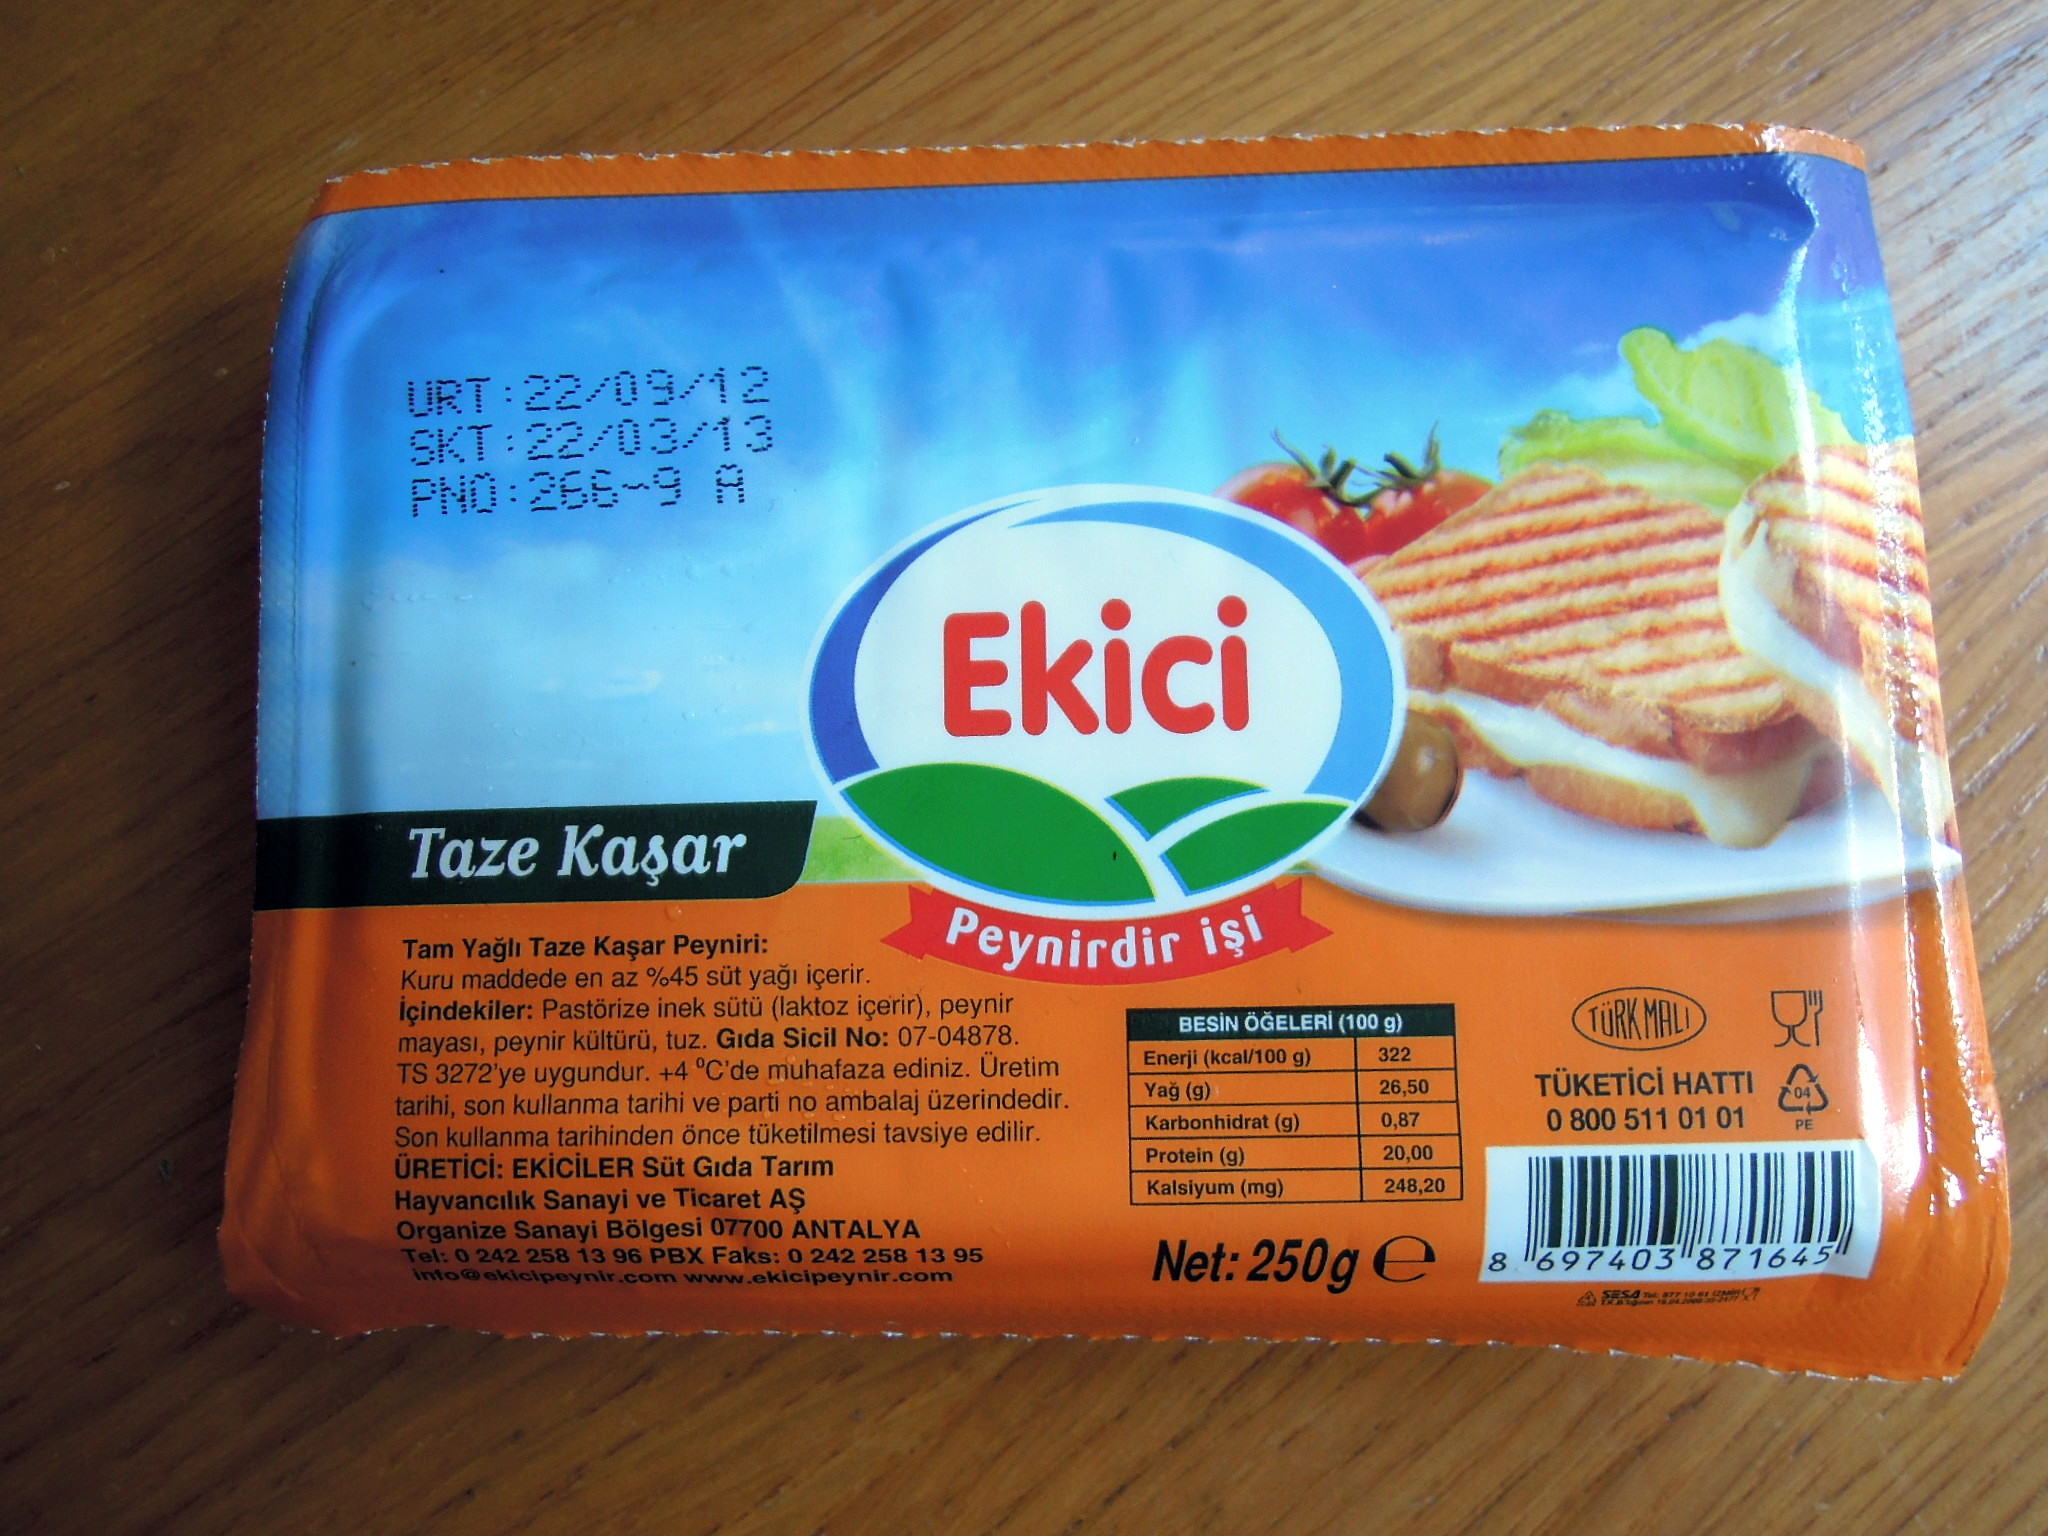 URT:22/09/12
SKT:22/03/13
PNO:266-9 A
Ekici
Peynirdir işi
Taze Kaşar
Tam Yağlı Taze Kaşar Peyniri:
Kuru maddede en az %45 süt yağı içerir.
İçindekiler: Pastörize inek sütü (laktoz içerir), peynir
mayası, peynir kültürü, tuz. Gıda Sicil No: 07-04878.
TS 3272'ye uygundur. +4 ⁰C'de muhafaza ediniz. Üretim
tarihi, son kullanma tarihi ve parti no ambalaj üzerindedir.
Son kullanma tarihinden önce tüketilmesi tavsiye edilir.
ÜRETİCİ: EKİCİLER Süt Gıda Tarım
Hayvancılık Sanayi ve Ticaret AŞ
Organize Sanayi Bölgesi 07700 ANTALYA
Tel: 0 242 258 13 96 PBX Faks: 0 242 258 13 95
info@ekicipeynir.com www.ekicipeynir.com
BESİN ÖĞELERİ (100 g)
Enerji (kcal/100 g) 322
Yağ (g) 26,50
Karbonhidrat (g) 0,87
Protein (g) 20,00
Kalsiyum (mg) 248,20
Net: 250g e
TÜRK MALI
TÜKETİCİ HATTI
0 800 511 01 01
04
PE
8 697403 871645
SESA Tel: 877 10 61 İZMİR